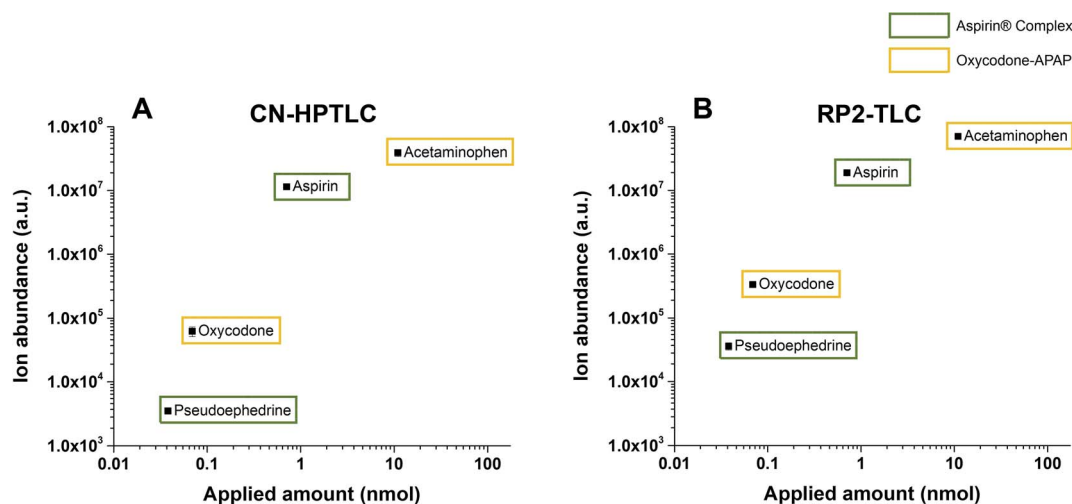 Aspirin® Complex
Oxycodone-APAP
A
CN-HPTLC
Ion abundance (a.u.)
1.0x10⁸
1.0x10⁷
1.0x10⁶
1.0x10⁵
1.0x10⁴
1.0x10³
Acetaminophen
Aspirin
Oxycodone
Pseudoephedrine
0.01 0.1 1 10 100
Applied amount (nmol)
B
RP2-TLC
Ion abundance (a.u.)
1.0x10⁸
1.0x10⁷
1.0x10⁶
1.0x10⁵
1.0x10⁴
1.0x10³
Acetaminophen
Aspirin
Oxycodone
Pseudoephedrine
0.01 0.1 1 10 100
Applied amount (nmol)